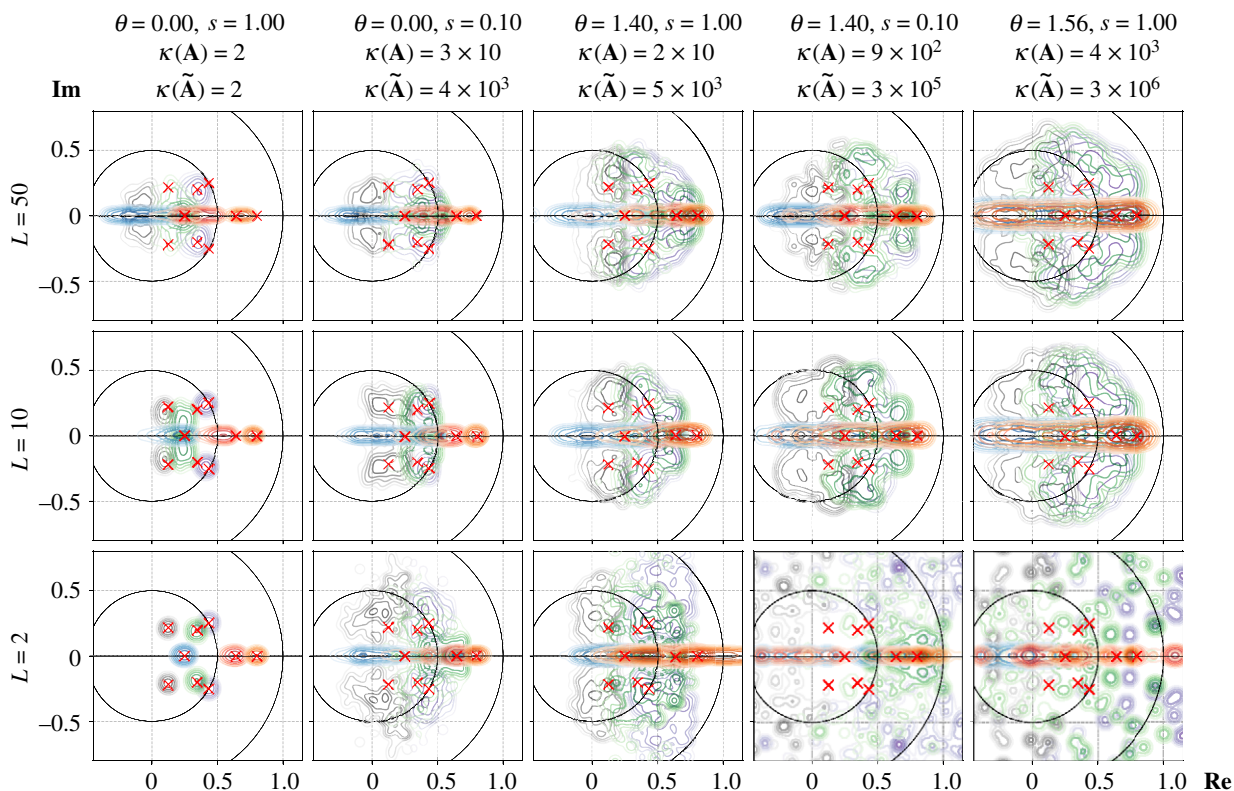 θ = 0.00, s = 1.00 θ = 0.00, s = 0.10 θ = 1.40, s = 1.00 θ = 1.40, s = 0.10 θ = 1.56, s = 1.00
κ(A) = 2 κ(A) = 3 × 10 κ(A) = 2 × 10 κ(A) = 9 × 10² κ(A) = 4 × 10³
Im κ(Ã) = 2 κ(Ã) = 4 × 10³ κ(Ã) = 5 × 10³ κ(Ã) = 3 × 10⁵ κ(Ã) = 3 × 10⁶
0.5
L = 50
0
−0.5
0.5
L = 10
0
−0.5
0.5
L = 2
0
−0.5
0 0.5 1.0 0 0.5 1.0 0 0.5 1.0 0 0.5 1.0 0 0.5 1.0 Re